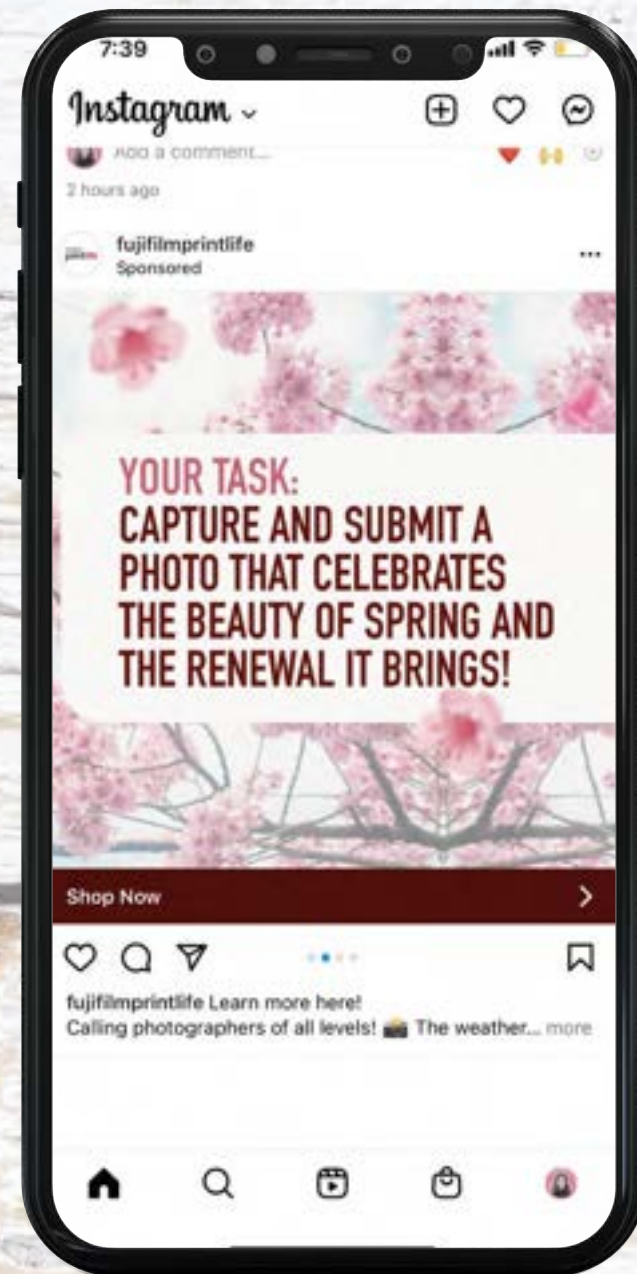 7:39
Instagram
Add a comment...
2 hours ago
fujifilmprintlife
Sponsored
YOUR TASK:
CAPTURE AND SUBMIT A
PHOTO THAT CELEBRATES
THE BEAUTY OF SPRING AND
THE RENEWAL IT BRINGS!
Shop Now
fujifilmprintlife Learn more here!
Calling photographers of all levels! 📸 The weather... more